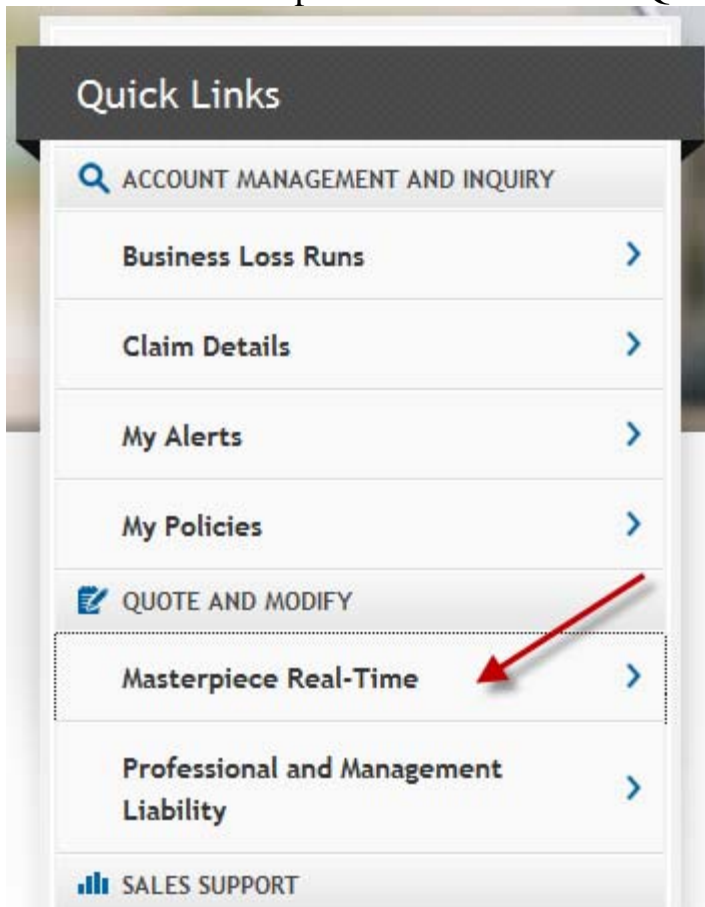 Quick Links
ACCOUNT MANAGEMENT AND INQUIRY
Business Loss Runs
Claim Details
My Alerts
My Policies
QUOTE AND MODIFY
Masterpiece Real-Time
Professional and Management
Liability
SALES SUPPORT